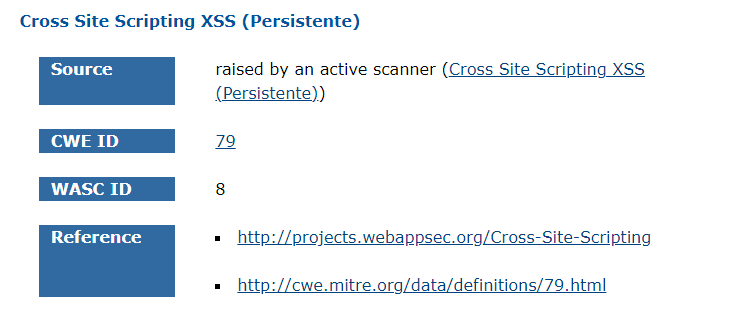 Cross Site Scripting XSS (Persistente)
Source raised by an active scanner (Cross Site Scripting XSS
(Persistente))
CWE ID 79
WASC ID 8
Reference ▪ http://projects.webappsec.org/Cross-Site-Scripting
▪ http://cwe.mitre.org/data/definitions/79.html